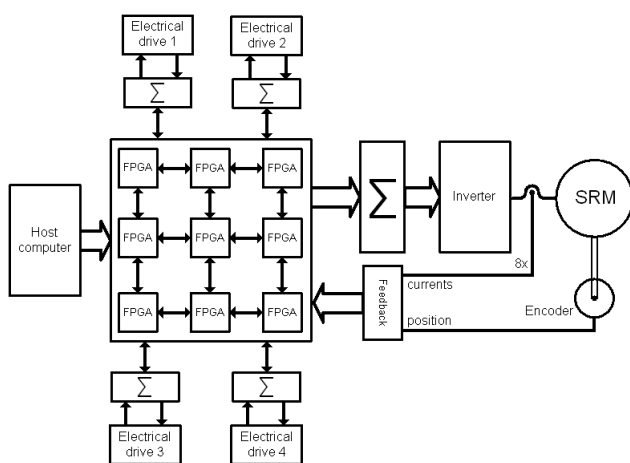 Electrical
drive 1
Electrical
drive 2
Σ
Σ
FPGA
FPGA
FPGA
Σ
Inverter
SRM
Host
computer
FPGA
FPGA
FPGA
8x
currents
Feedback
Encoder
FPGA
FPGA
FPGA
position
Σ
Σ
Electrical
drive 3
Electrical
drive 4